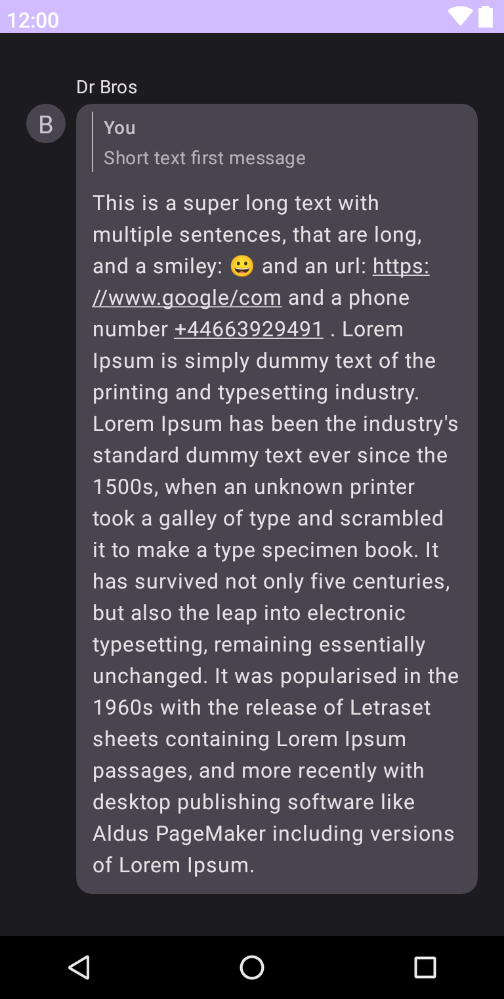 12:00
Dr Bros
B
You
Short text first message
This is a super long text with
multiple sentences, that are long,
and a smiley: 😀 and an url: https:
//www.google/com and a phone
number +44663929491 . Lorem
Ipsum is simply dummy text of the
printing and typesetting industry.
Lorem Ipsum has been the industry's
standard dummy text ever since the
1500s, when an unknown printer
took a galley of type and scrambled
it to make a type specimen book. It
has survived not only five centuries,
but also the leap into electronic
typesetting, remaining essentially
unchanged. It was popularised in the
1960s with the release of Letraset
sheets containing Lorem Ipsum
passages, and more recently with
desktop publishing software like
Aldus PageMaker including versions
of Lorem Ipsum.